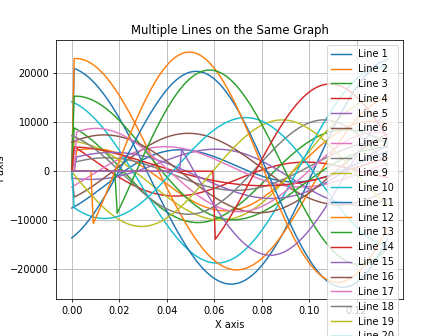 Multiple Lines on the Same Graph
20000
10000
0
−10000
−20000
0.00
0.02
0.04
0.06
0.08
0.10
X axis
Line 1
Line 2
Line 3
Line 4
Line 5
Line 6
Line 7
Line 8
Line 9
Line 10
Line 11
Line 12
Line 13
Line 14
Line 15
Line 16
Line 17
Line 18
Line 19
Line 20